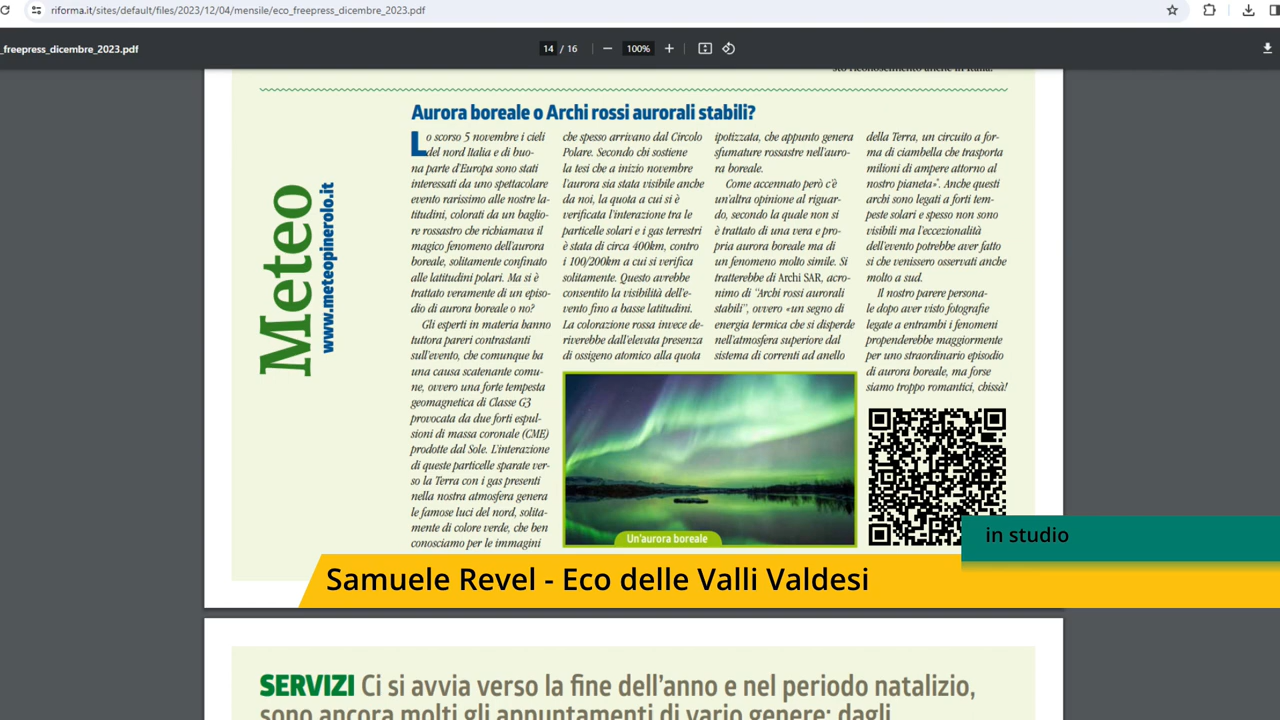 riforma.it/sites/default/files/2023/12/04/mensile/eco_freepress_dicembre_2023.pdf
_freepress_dicembre_2023.pdf
14 / 16
100%
sto riconoscimento anche in Italia.
Meteo
www.meteopinerolo.it
Aurora boreale o Archi rossi aurorali stabili?
Lo scorso 5 novembre i cieli
del nord Italia e di buo-
na parte d'Europa sono stati
interessati da uno spettacolare
evento rarissimo alle nostre la-
titudini, colorati da un baglio-
re rossastro che richiamava il
magico fenomeno dell'aurora
boreale, solitamente confinato
alle latitudini polari. Ma si è
trattato veramente di un episo-
dio di aurora boreale o no?
Gli esperti in materia hanno
tuttora pareri contrastanti
sull'evento, che comunque ha
una causa scatenante comu-
ne, ovvero una forte tempesta
geomagnetica di Classe G3
provocata da due forti espul-
sioni di massa coronale (CME)
prodotte dal Sole. L'interazione
di queste particelle sparate ver-
so la Terra con i gas presenti
nella nostra atmosfera genera
le famose luci del nord, solita-
mente di colore verde, che ben
conosciamo per le immagini
che spesso arrivano dal Circolo
Polare. Secondo chi sostiene
la tesi che a inizio novembre
l'aurora sia stata visibile anche
da noi, la quota a cui si è
verificata l'interazione tra le
particelle solari e i gas terrestri
è stata di circa 400km, contro
i 100/200km a cui si verifica
solitamente. Questo avrebbe
consentito la visibilità dell'e-
vento fino a basse latitudini.
La colorazione rossa invece de-
riverebbe dall'elevata presenza
di ossigeno atomico alla quota
ipotizzata, che appunto genera
sfumature rossastre nell'auro-
ra boreale.
Come accennato però c'è
un'altra opinione al riguar-
do, secondo la quale non si
è trattato di una vera e pro-
pria aurora boreale ma di
un fenomeno molto simile. Si
tratterebbe di Archi SAR, acro-
nimo di "Archi rossi aurorali
stabili", ovvero «un segno di
energia termica che si disperde
nell'atmosfera superiore dal
sistema di correnti ad anello
della Terra, un circuito a for-
ma di ciambella che trasporta
milioni di ampere attorno al
nostro pianeta». Anche questi
archi sono legati a forti tem-
peste solari e spesso non sono
visibili ma l'eccezionalità
dell'evento potrebbe aver fatto
sì che venissero osservati anche
molto a sud.
Il nostro parere persona-
le dopo aver visto fotografie
legate a entrambi i fenomeni
propenderebbe maggiormente
per uno straordinario episodio
di aurora boreale, ma forse
siamo troppo romantici, chissà!
Un'aurora boreale
in studio
Samuele Revel - Eco delle Valli Valdesi
SERVIZI Ci si avvia verso la fine dell'anno e nel periodo natalizio,
sono ancora molti gli appuntamenti di vario genere: dagli